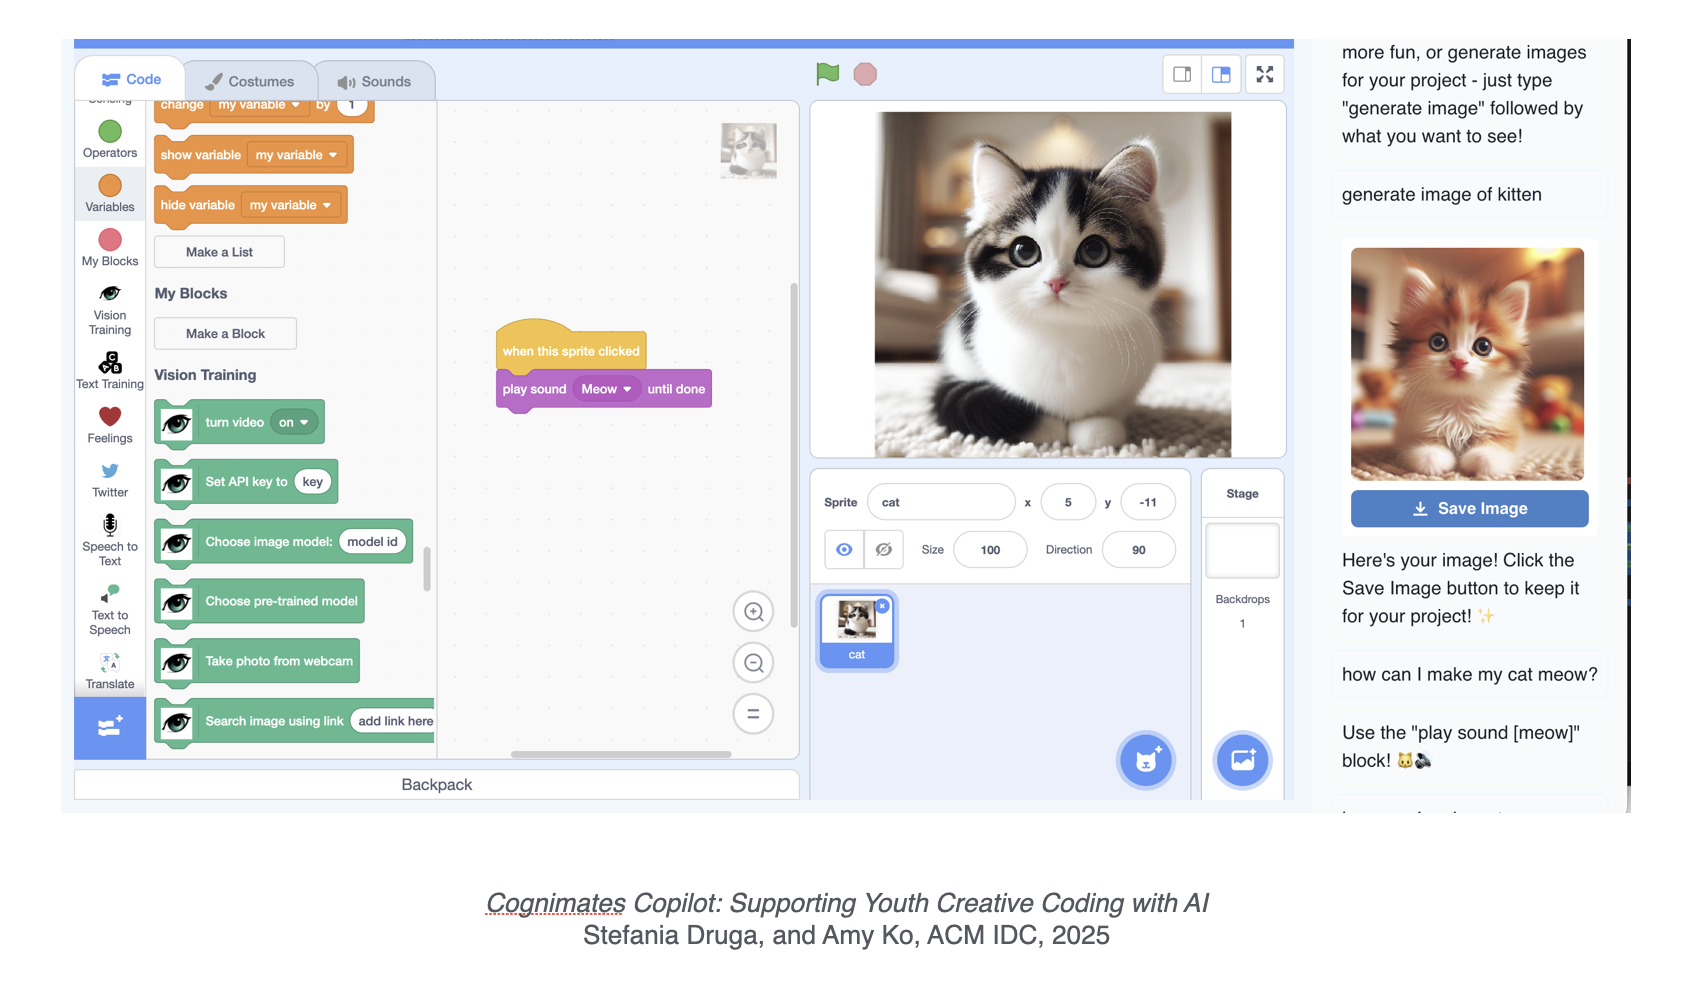 Code
Costumes
Sounds
Sensing
Operators
Variables
My Blocks
Vision
Training
Text Training
Feelings
Twitter
Speech to
Text
Text to
Speech
Translate
change my variable by 1
show variable my variable
hide variable my variable
Make a List
My Blocks
Make a Block
Vision Training
turn video on
Set API key to key
Choose image model: model id
Choose pre-trained model
Take photo from webcam
Search image using link add link here
when this sprite clicked
play sound Meow until done
Backpack
Sprite cat x 5 y -11
Size 100 Direction 90
cat
Stage
Backdrops
1
more fun, or generate images
for your project - just type
"generate image" followed by
what you want to see!
generate image of kitten
Save Image
Here's your image! Click the
Save Image button to keep it
for your project! ✨
how can I make my cat meow?
Use the "play sound [meow]"
block! 🐱🔊
Cognimates Copilot: Supporting Youth Creative Coding with AI
Stefania Druga, and Amy Ko, ACM IDC, 2025